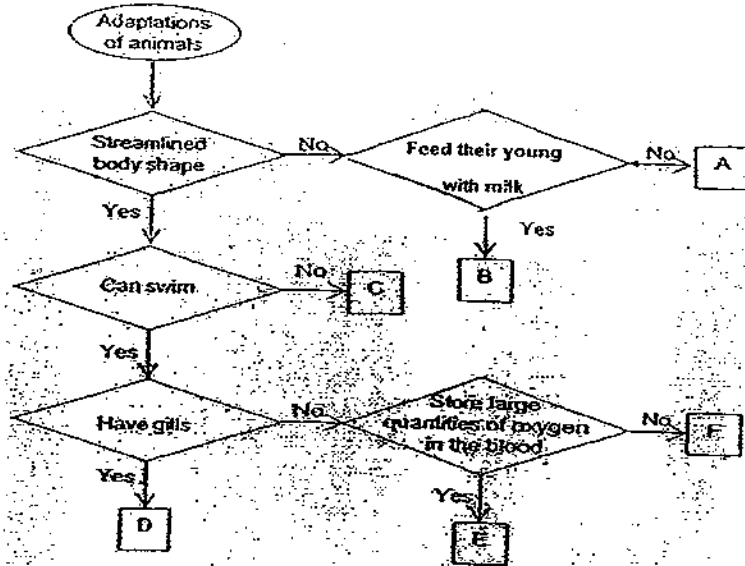 Adaptations
of animals
Streamlined
body shape
No
Feed their young
with milk
No
A
Yes
Yes
B
Can swim
No
C
Yes
Have gills
No
Store large
quantities of oxygen
in the blood
No
F
Yes
D
Yes
E